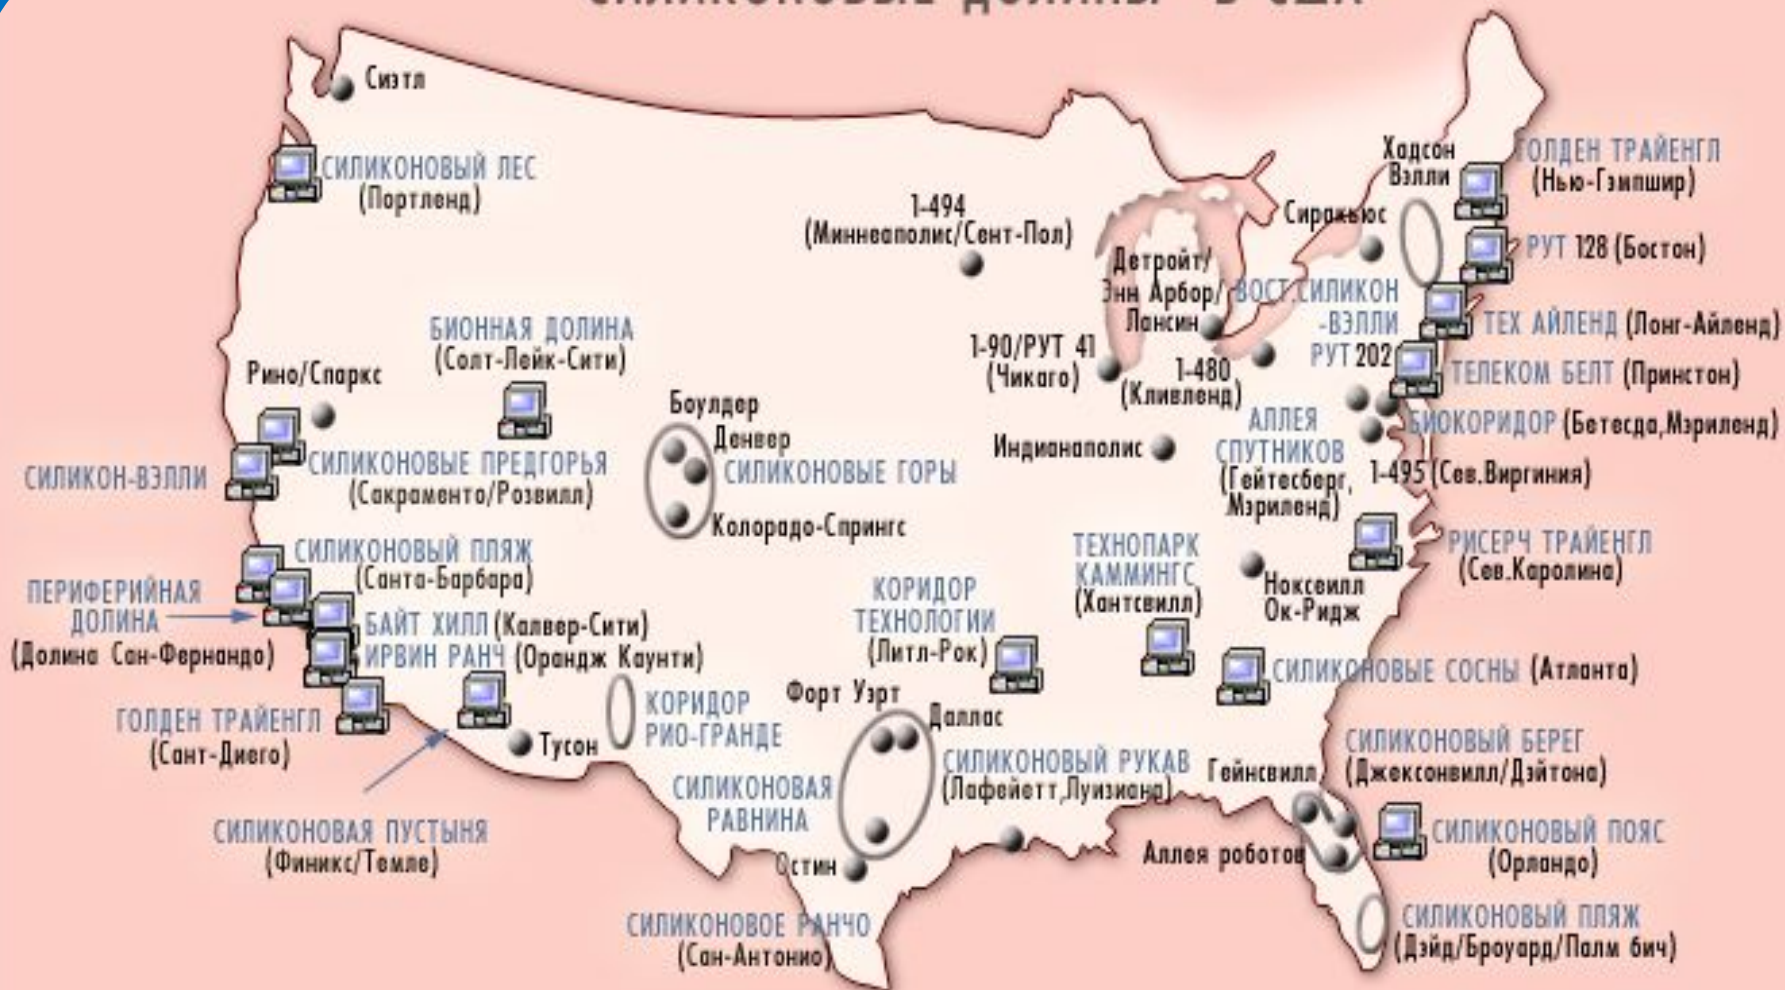 СИЛИКОНОВЫЕ ДОЛИНЫ В США
Сиэтл
СИЛИКОНОВЫЙ ЛЕС
(Портленд)
1-494
(Миннеаполис/Сент-Пол)
Хадсон
Вэлли
ГОЛДЕН ТРАЙЕНГЛ
(Нью-Гэмпшир)
Сиракьюс
РУТ 128 (Бостон)
Детройт/
Энн Арбор/
Лансин
ВОСТ.СИЛИКОН
-ВЭЛЛИ
РУТ 202
ТЕХ АЙЛЕНД (Лонг-Айленд)
ТЕЛЕКОМ БЕЛТ (Принстон)
1-90/РУТ 41
(Чикаго)
1-480
(Кливленд)
БИОННАЯ ДОЛИНА
(Солт-Лейк-Сити)
Рино/Спаркс
Боулдер
Денвер
СИЛИКОНОВЫЕ ГОРЫ
Колорадо-Спрингс
Индианаполис
АЛЛЕЯ
СПУТНИКОВ
(Гейтесберг,
Мэриленд)
БИОКОРИДОР (Бетесда,Мэриленд)
1-495 (Сев.Виргиния)
СИЛИКОН-ВЭЛЛИ
СИЛИКОНОВЫЕ ПРЕДГОРЬЯ
(Сакраменто/Розвилл)
СИЛИКОНОВЫЙ ПЛЯЖ
(Санта-Барбара)
ПЕРИФЕРИЙНАЯ
ДОЛИНА
(Долина Сан-Фернандо)
БАЙТ ХИЛЛ (Калвер-Сити)
ИРВИН РАНЧ (Орандж Каунти)
ТЕХНОПАРК
КАММИНГС
(Хантсвилл)
Ноксвилл
Ок-Ридж
РИСЕРЧ ТРАЙЕНГЛ
(Сев.Каролина)
КОРИДОР
ТЕХНОЛОГИИ
(Литл-Рок)
СИЛИКОНОВЫЕ СОСНЫ (Атланта)
ГОЛДЕН ТРАЙЕНГЛ
(Сант-Диего)
Тусон
КОРИДОР
РИО-ГРАНДЕ
Форт Уэрт
Даллас
СИЛИКОНОВАЯ
РАВНИНА
СИЛИКОНОВЫЙ РУКАВ
(Лафейетт,Луизиана)
Гейнсвилл
СИЛИКОНОВЫЙ БЕРЕГ
(Джексонвилл/Дэйтона)
СИЛИКОНОВАЯ ПУСТЫНЯ
(Финикс/Темле)
Остин
Аллея роботов
СИЛИКОНОВЫЙ ПОЯС
(Орландо)
СИЛИКОНОВОЕ РАНЧО
(Сан-Антонио)
СИЛИКОНОВЫЙ ПЛЯЖ
(Дэйд/Броуард/Палм бич)